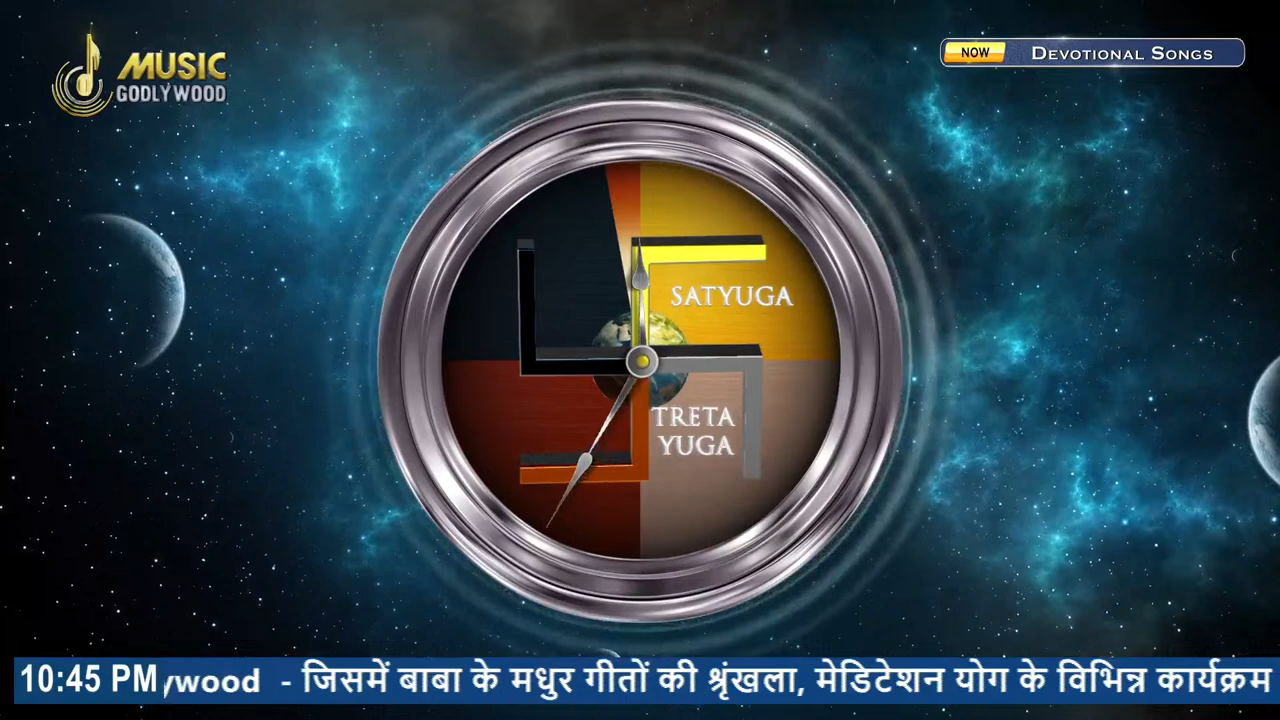 MUSIC
GODLYWOOD
NOW
DEVOTIONAL SONGS
SATYUGA
TRETA
YUGA
10:45 PM
wood - जिसमें बाबा के मधुर गीतों की श्रृंखला, मेडिटेशन योग के विभिन्न कार्यक्रम